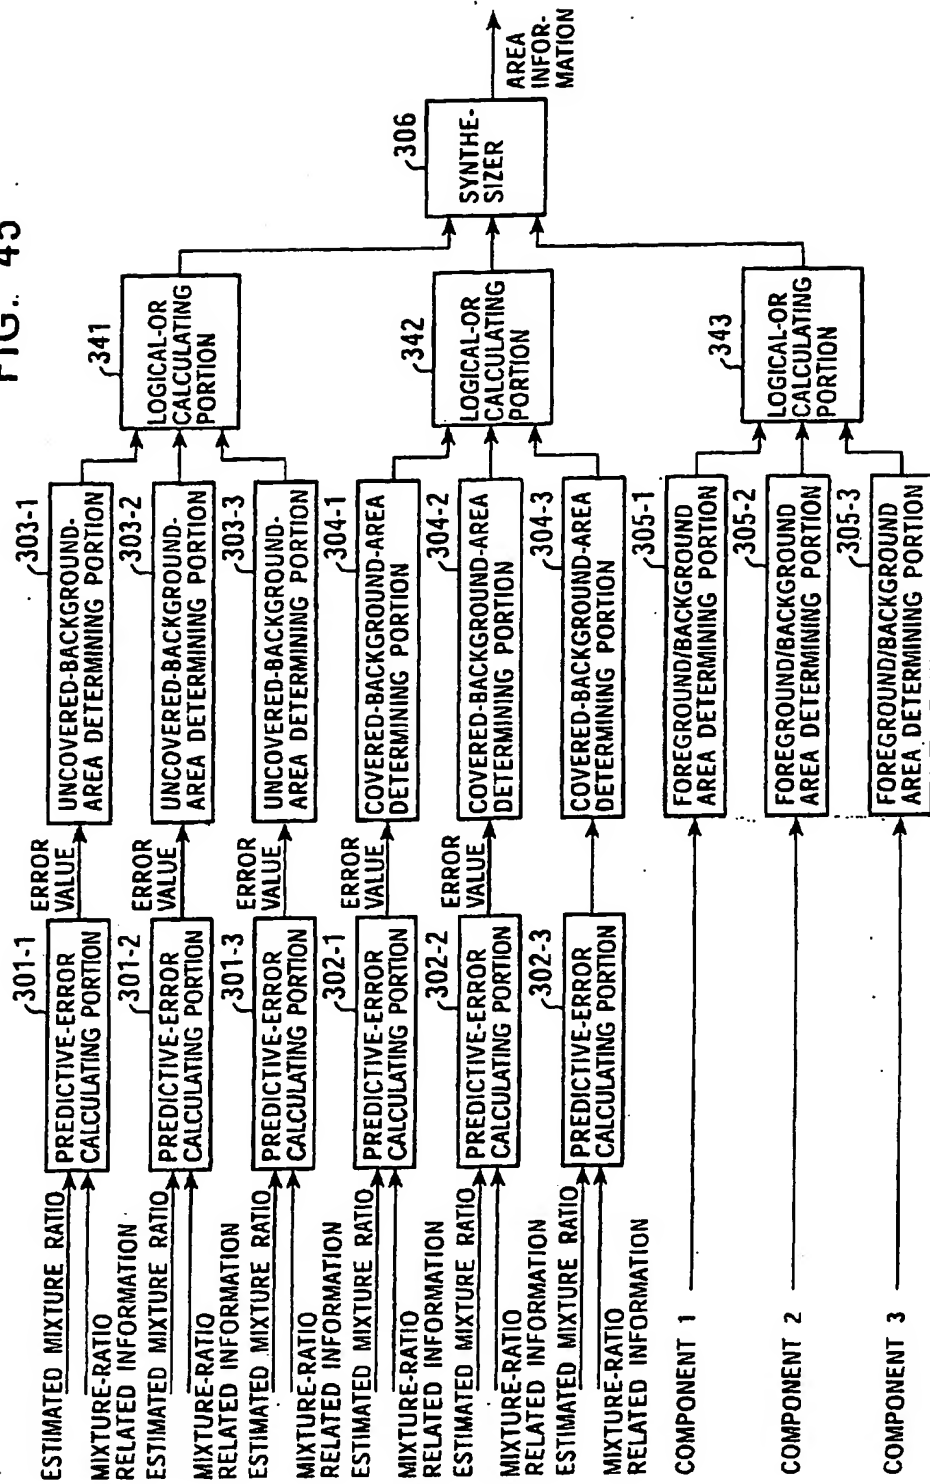 FIG. 45
ESTIMATED MIXTURE RATIO
MIXTURE-RATIO
RELATED INFORMATION
301-1
PREDICTIVE-ERROR
CALCULATING PORTION
ERROR
VALUE
303-1
UNCOVERED-BACKGROUND-
AREA DETERMINING PORTION
ESTIMATED MIXTURE RATIO
MIXTURE-RATIO
RELATED INFORMATION
301-2
PREDICTIVE-ERROR
CALCULATING PORTION
ERROR
VALUE
303-2
UNCOVERED-BACKGROUND-
AREA DETERMINING PORTION
ESTIMATED MIXTURE RATIO
MIXTURE-RATIO
RELATED INFORMATION
301-3
PREDICTIVE-ERROR
CALCULATING PORTION
ERROR
VALUE
303-3
UNCOVERED-BACKGROUND-
AREA DETERMINING PORTION
341
LOGICAL-OR
CALCULATING
PORTION
ESTIMATED MIXTURE RATIO
MIXTURE-RATIO
RELATED INFORMATION
302-1
PREDICTIVE-ERROR
CALCULATING PORTION
ERROR
VALUE
304-1
COVERED-BACKGROUND-AREA
DETERMINING PORTION
ESTIMATED MIXTURE RATIO
MIXTURE-RATIO
RELATED INFORMATION
302-2
PREDICTIVE-ERROR
CALCULATING PORTION
ERROR
VALUE
304-2
COVERED-BACKGROUND-AREA
DETERMINING PORTION
ESTIMATED MIXTURE RATIO
MIXTURE-RATIO
RELATED INFORMATION
302-3
PREDICTIVE-ERROR
CALCULATING PORTION
304-3
COVERED-BACKGROUND-AREA
DETERMINING PORTION
342
LOGICAL-OR
CALCULATING
PORTION
306
SYNTHE-
SIZER
AREA
INFOR-
MATION
COMPONENT 1
305-1
FOREGROUND/BACKGROUND
AREA DETERMINING PORTION
COMPONENT 2
305-2
FOREGROUND/BACKGROUND
AREA DETERMINING PORTION
COMPONENT 3
305-3
FOREGROUND/BACKGROUND
AREA DETERMINING PORTION
343
LOGICAL-OR
CALCULATING
PORTION